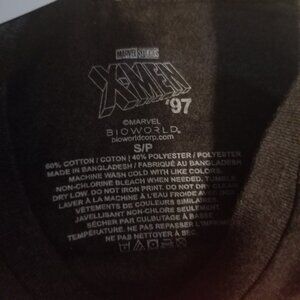 MARVEL STUDIOS
X-MEN
'97
©MARVEL
BIOWORLD®
bioworldcorp.com
S/P
60% COTTON / COTON | 40% POLYESTER / POLYESTER
MADE IN BANGLADESH / FABRIQUÉ AU BANGLADESH
MACHINE WASH COLD WITH LIKE COLORS.
NON-CHLORINE BLEACH WHEN NEEDED. TUMBLE
DRY LOW. DO NOT IRON PRINT. DO NOT DRY CLEAN.
LAVER À LA MACHINE À L'EAU FROIDE AVEC DES
VÊTEMENTS DE COULEURS SIMILAIRES.
JAVELLISANT NON-CHLORE SEULEMENT.
SÉCHER PAR CULBUTAGE À BASSE
TEMPÉRATURE. NE PAS REPASSER L'IMPRIMÉ.
NE PAS NETTOYER À SEC.